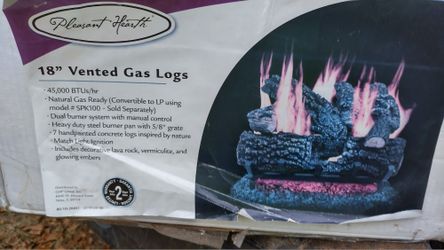 Pleasant Hearth
18" Vented Gas Logs
· 45,000 BTUs/hr
· Natural Gas Ready (Convertible to LP using
model # SPK100 - Sold Separately)
· Dual burner system with manual control
· Heavy duty steel burner pan with 5/8" grate
· 7 handpainted concrete logs inspired by nature
· Match Light Ignition
· Includes decorative lava rock, vermiculite, and
glowing embers
2